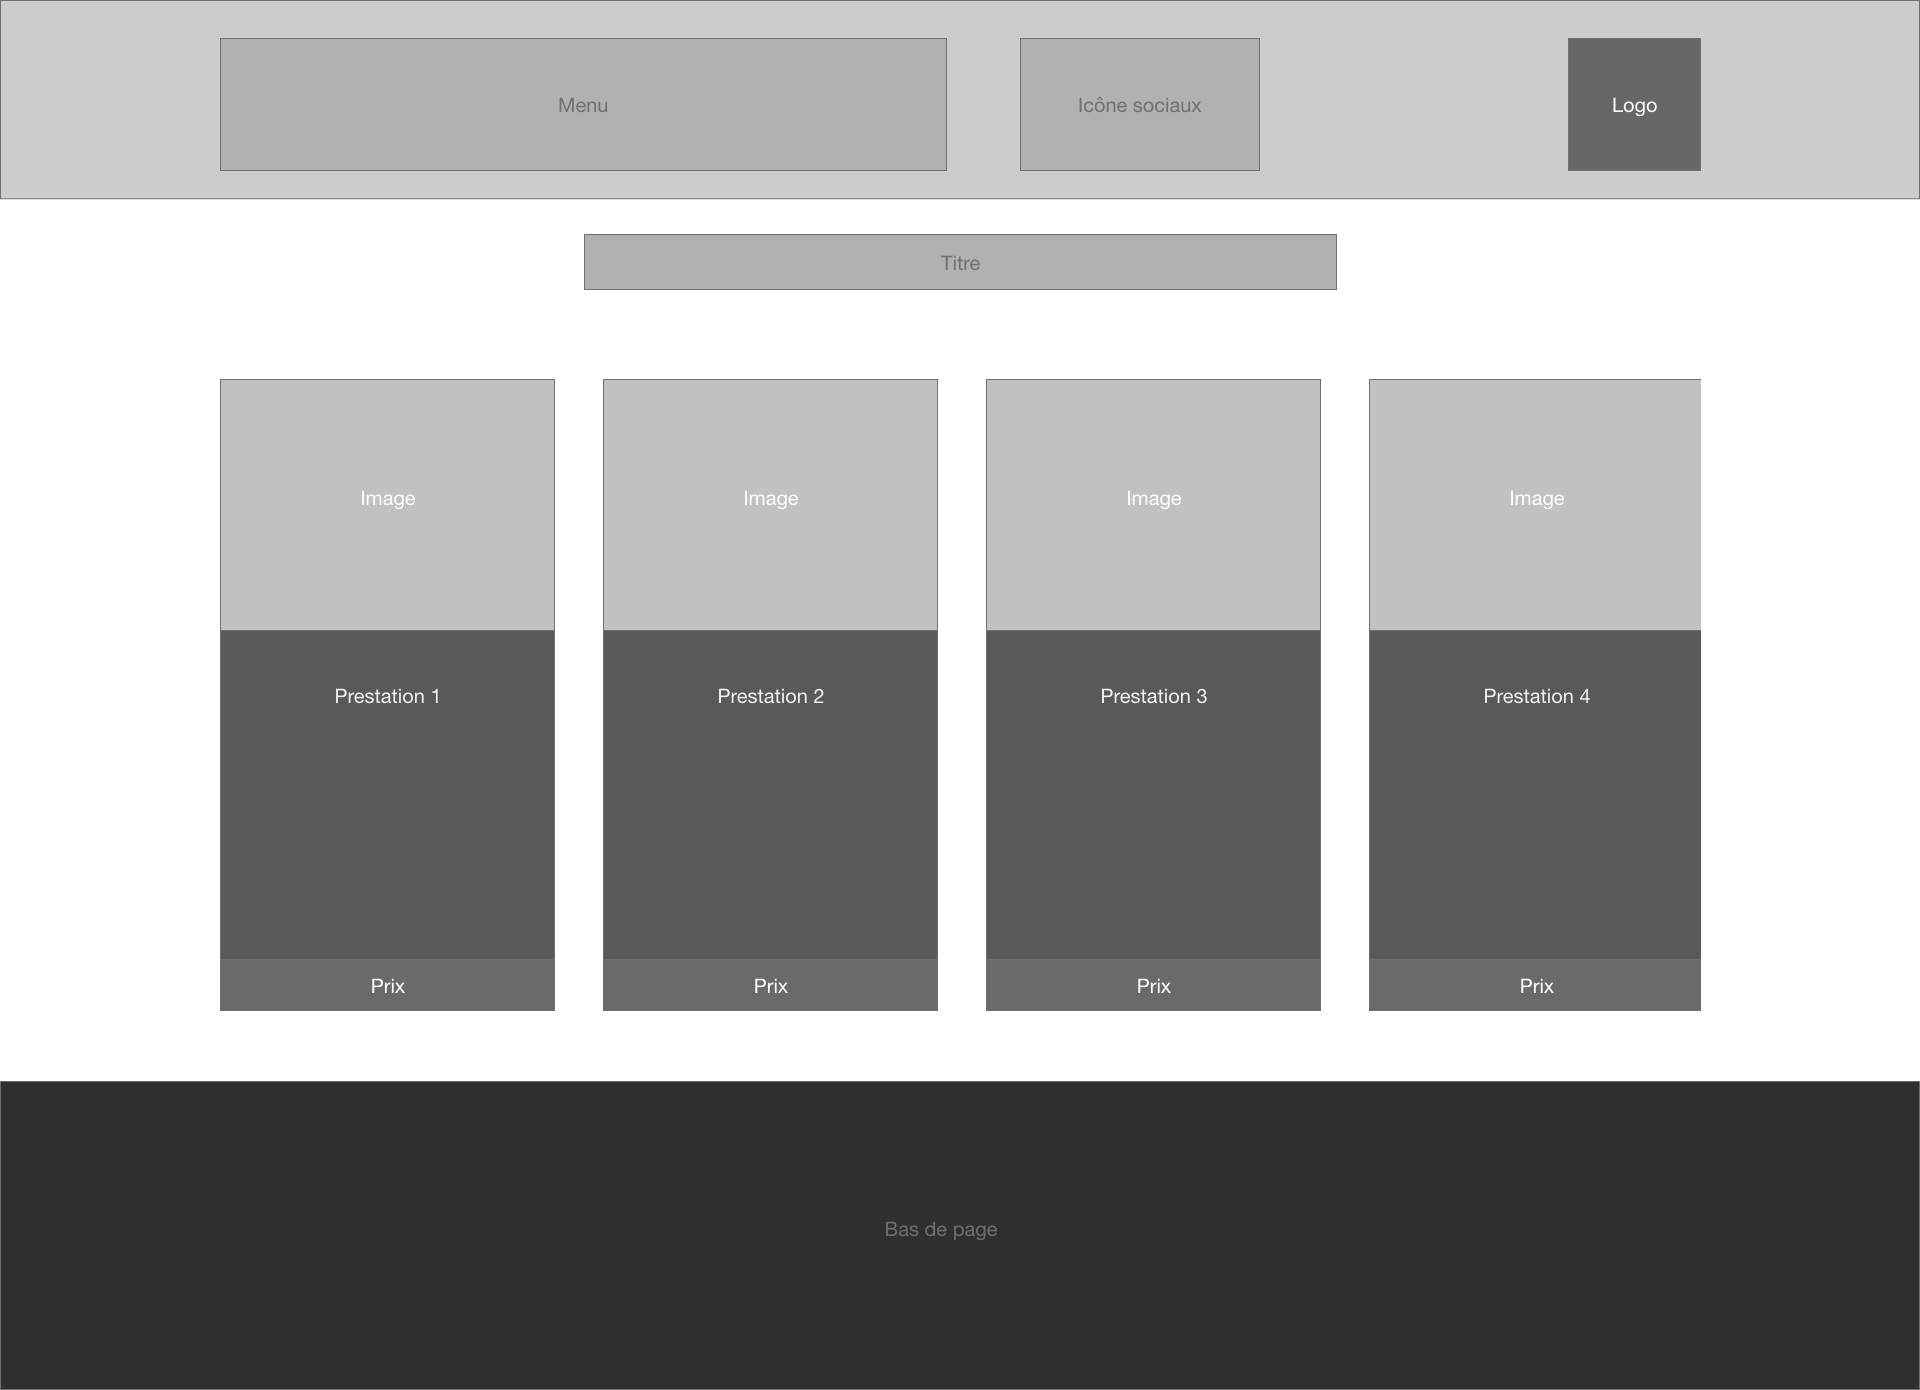 Menu
Icône sociaux
Logo
Titre
Image
Image
Image
Image
Prestation 1
Prestation 2
Prestation 3
Prestation 4
Prix
Prix
Prix
Prix
Bas de page